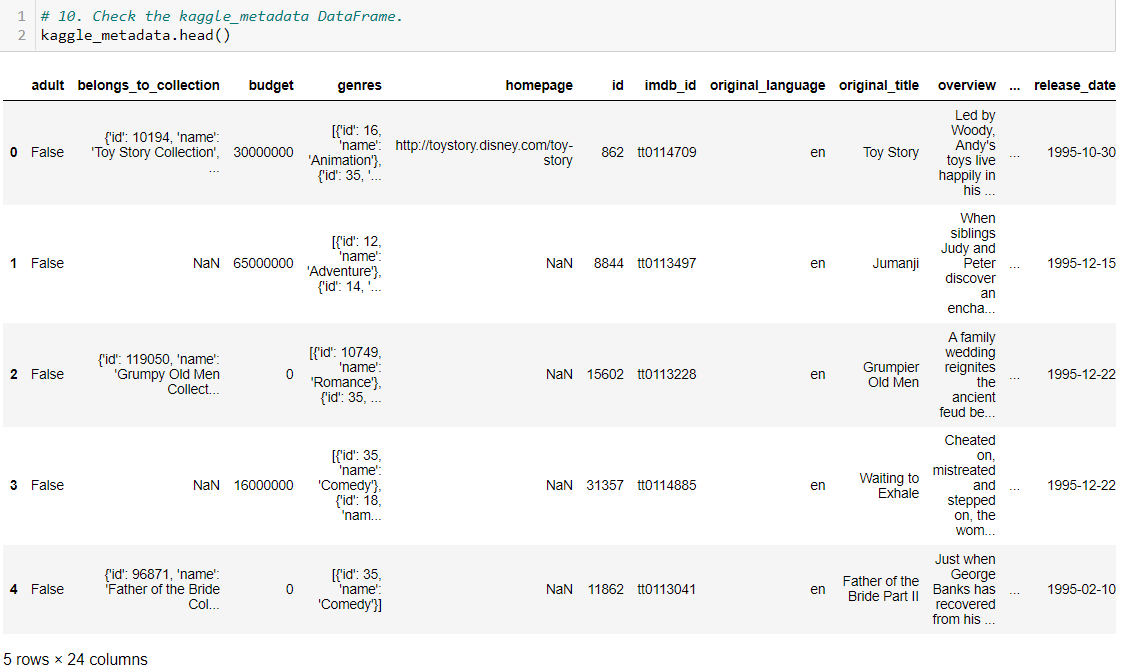 1 # 10. Check the kaggle_metadata DataFrame.
2 kaggle_metadata.head()
adult belongs_to_collection budget genres homepage id imdb_id original_language original_title overview ... release_date
0 False {'id': 10194, 'name': 'Toy Story Collection', ... 30000000 [{'id': 16, 'name': 'Animation'}, {'id': 35, '... http://toystory.disney.com/toy-story 862 tt0114709 en Toy Story Led by Woody, Andy's toys live happily in his ... ... 1995-10-30
1 False NaN 65000000 [{'id': 12, 'name': 'Adventure'}, {'id': 14, '... NaN 8844 tt0113497 en Jumanji When siblings Judy and Peter discover an encha... ... 1995-12-15
2 False {'id': 119050, 'name': 'Grumpy Old Men Collect... 0 [{'id': 10749, 'name': 'Romance'}, {'id': 35, ... NaN 15602 tt0113228 en Grumpier Old Men A family wedding reignites the ancient feud be... ... 1995-12-22
3 False NaN 16000000 [{'id': 35, 'name': 'Comedy'}, {'id': 18, 'nam... NaN 31357 tt0114885 en Waiting to Exhale Cheated on, mistreated and stepped on, the wom... ... 1995-12-22
4 False {'id': 96871, 'name': 'Father of the Bride Col... 0 [{'id': 35, 'name': 'Comedy'}] NaN 11862 tt0113041 en Father of the Bride Part II Just when George Banks has recovered from his ... ... 1995-02-10
5 rows × 24 columns